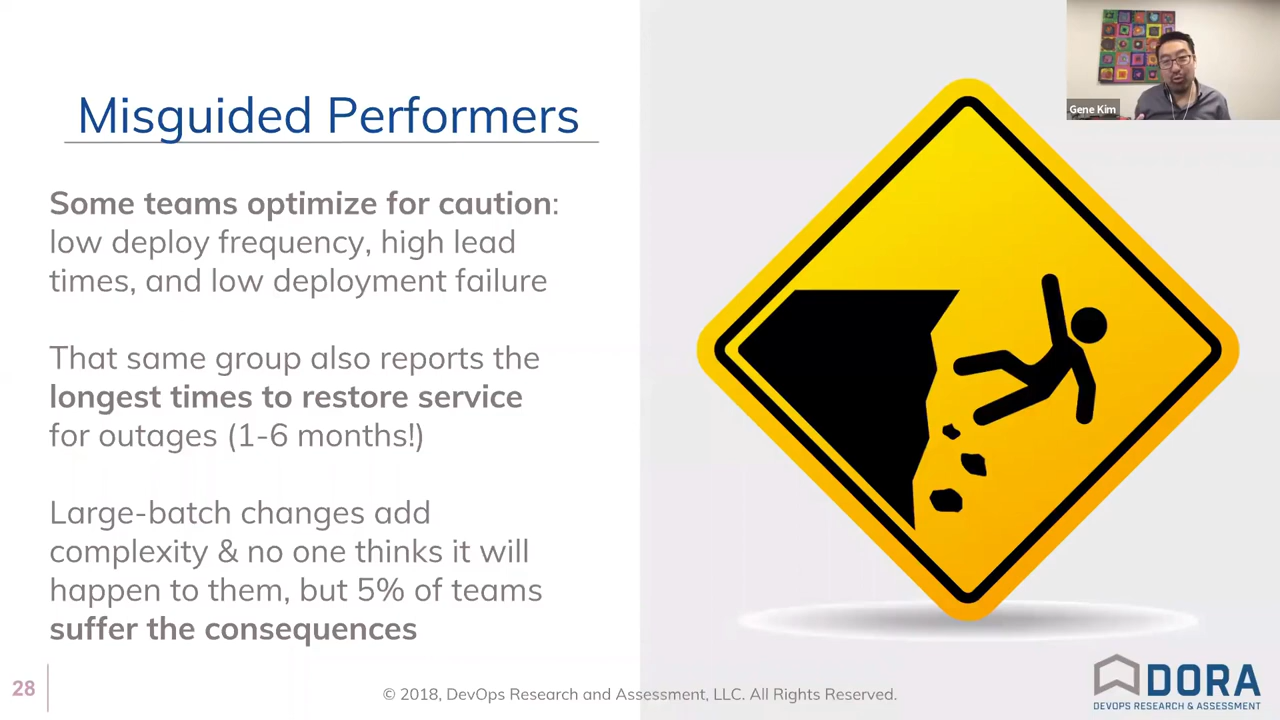 Misguided Performers
Some teams optimize for caution:
low deploy frequency, high lead
times, and low deployment failure
That same group also reports the
longest times to restore service
for outages (1-6 months!)
Large-batch changes add
complexity & no one thinks it will
happen to them, but 5% of teams
suffer the consequences
Gene Kim
28
© 2018, DevOps Research and Assessment, LLC. All Rights Reserved.
DORA
DEVOPS RESEARCH & ASSESSMENT